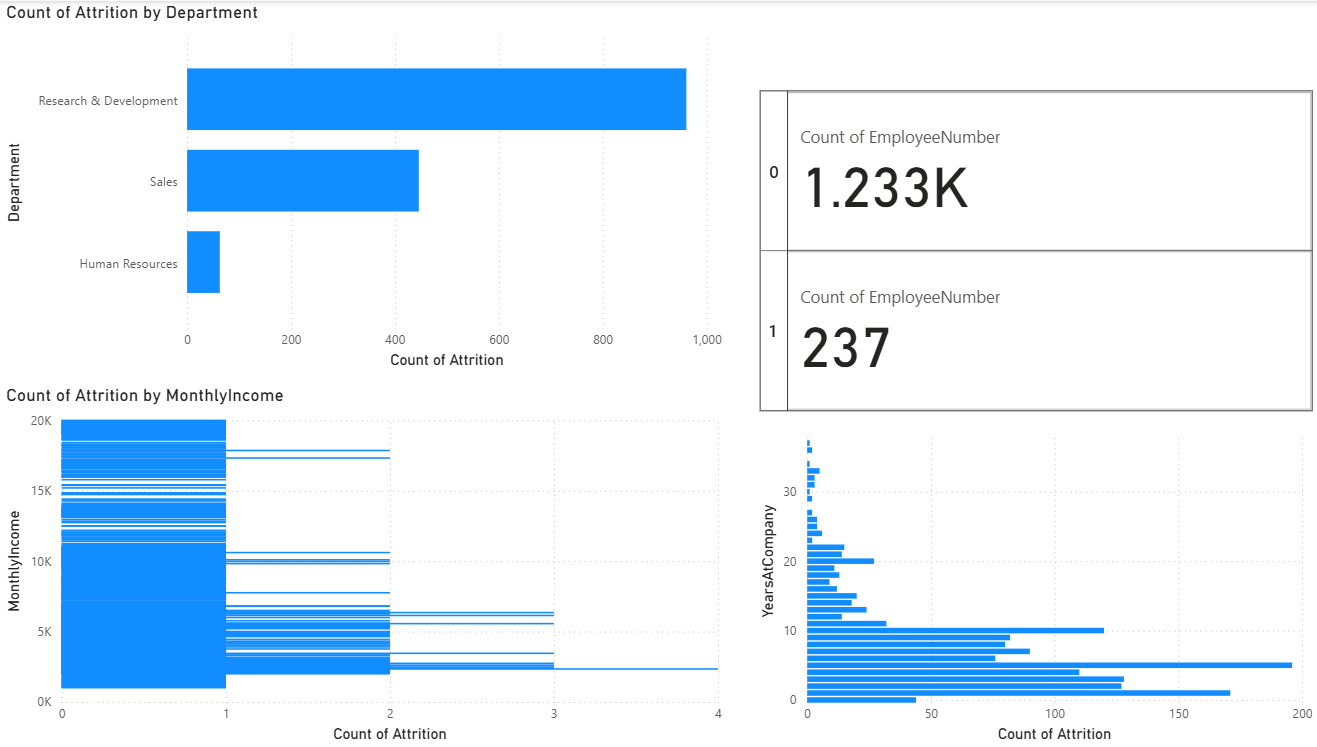 Count of Attrition by Department
Department
Research & Development
Sales
Human Resources
0 200 400 600 800 1,000
Count of Attrition
0
Count of EmployeeNumber
1.233K
1
Count of EmployeeNumber
237
Count of Attrition by MonthlyIncome
MonthlyIncome
20K
15K
10K
5K
0K
0 1 2 3 4
Count of Attrition
YearsAtCompany
30
20
10
0
0 50 100 150 200
Count of Attrition